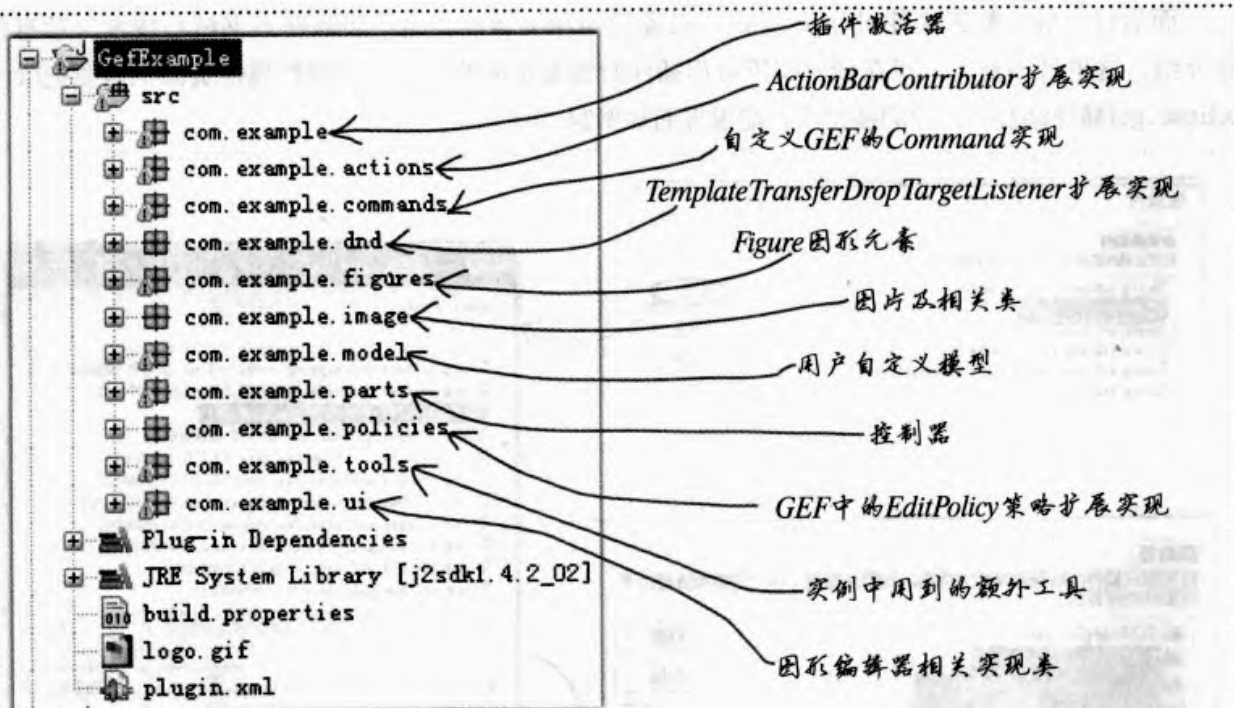 GefExample
src
com.example
com.example.actions
com.example.commands
com.example.dnd
com.example.figures
com.example.image
com.example.model
com.example.parts
com.example.policies
com.example.tools
com.example.ui
Plug-in Dependencies
JRE System Library [j2sdk1.4.2_02]
build.properties
logo.gif
plugin.xml
插件激活器
ActionBarContributor扩展实现
自定义GEF的Command实现
TemplateTransferDropTargetListener扩展实现
Figure图形元素
图片及相关类
用户自定义模型
控制器
GEF中的EditPolicy策略扩展实现
实例中用到的额外工具
图形编辑器相关实现类